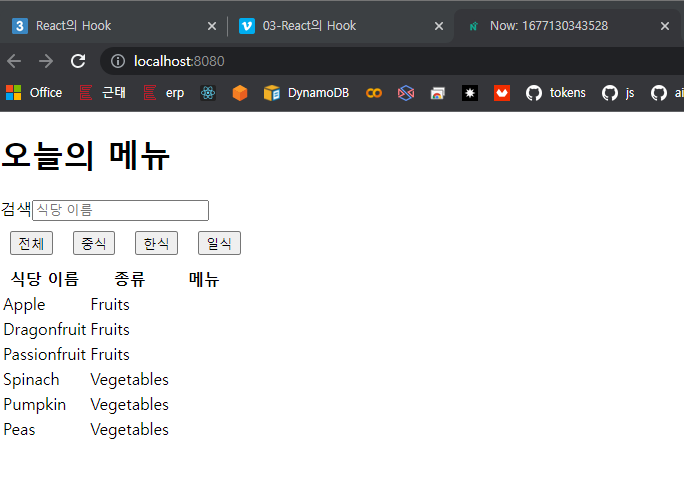 React의 Hook
03-React의 Hook
Now: 1677130343528
localhost:8080
Office 근태 erp DynamoDB tokens js ai
오늘의 메뉴
검색 식당 이름
전체 중식 한식 일식
식당 이름 종류 메뉴
Apple Fruits
Dragonfruit Fruits
Passionfruit Fruits
Spinach Vegetables
Pumpkin Vegetables
Peas Vegetables